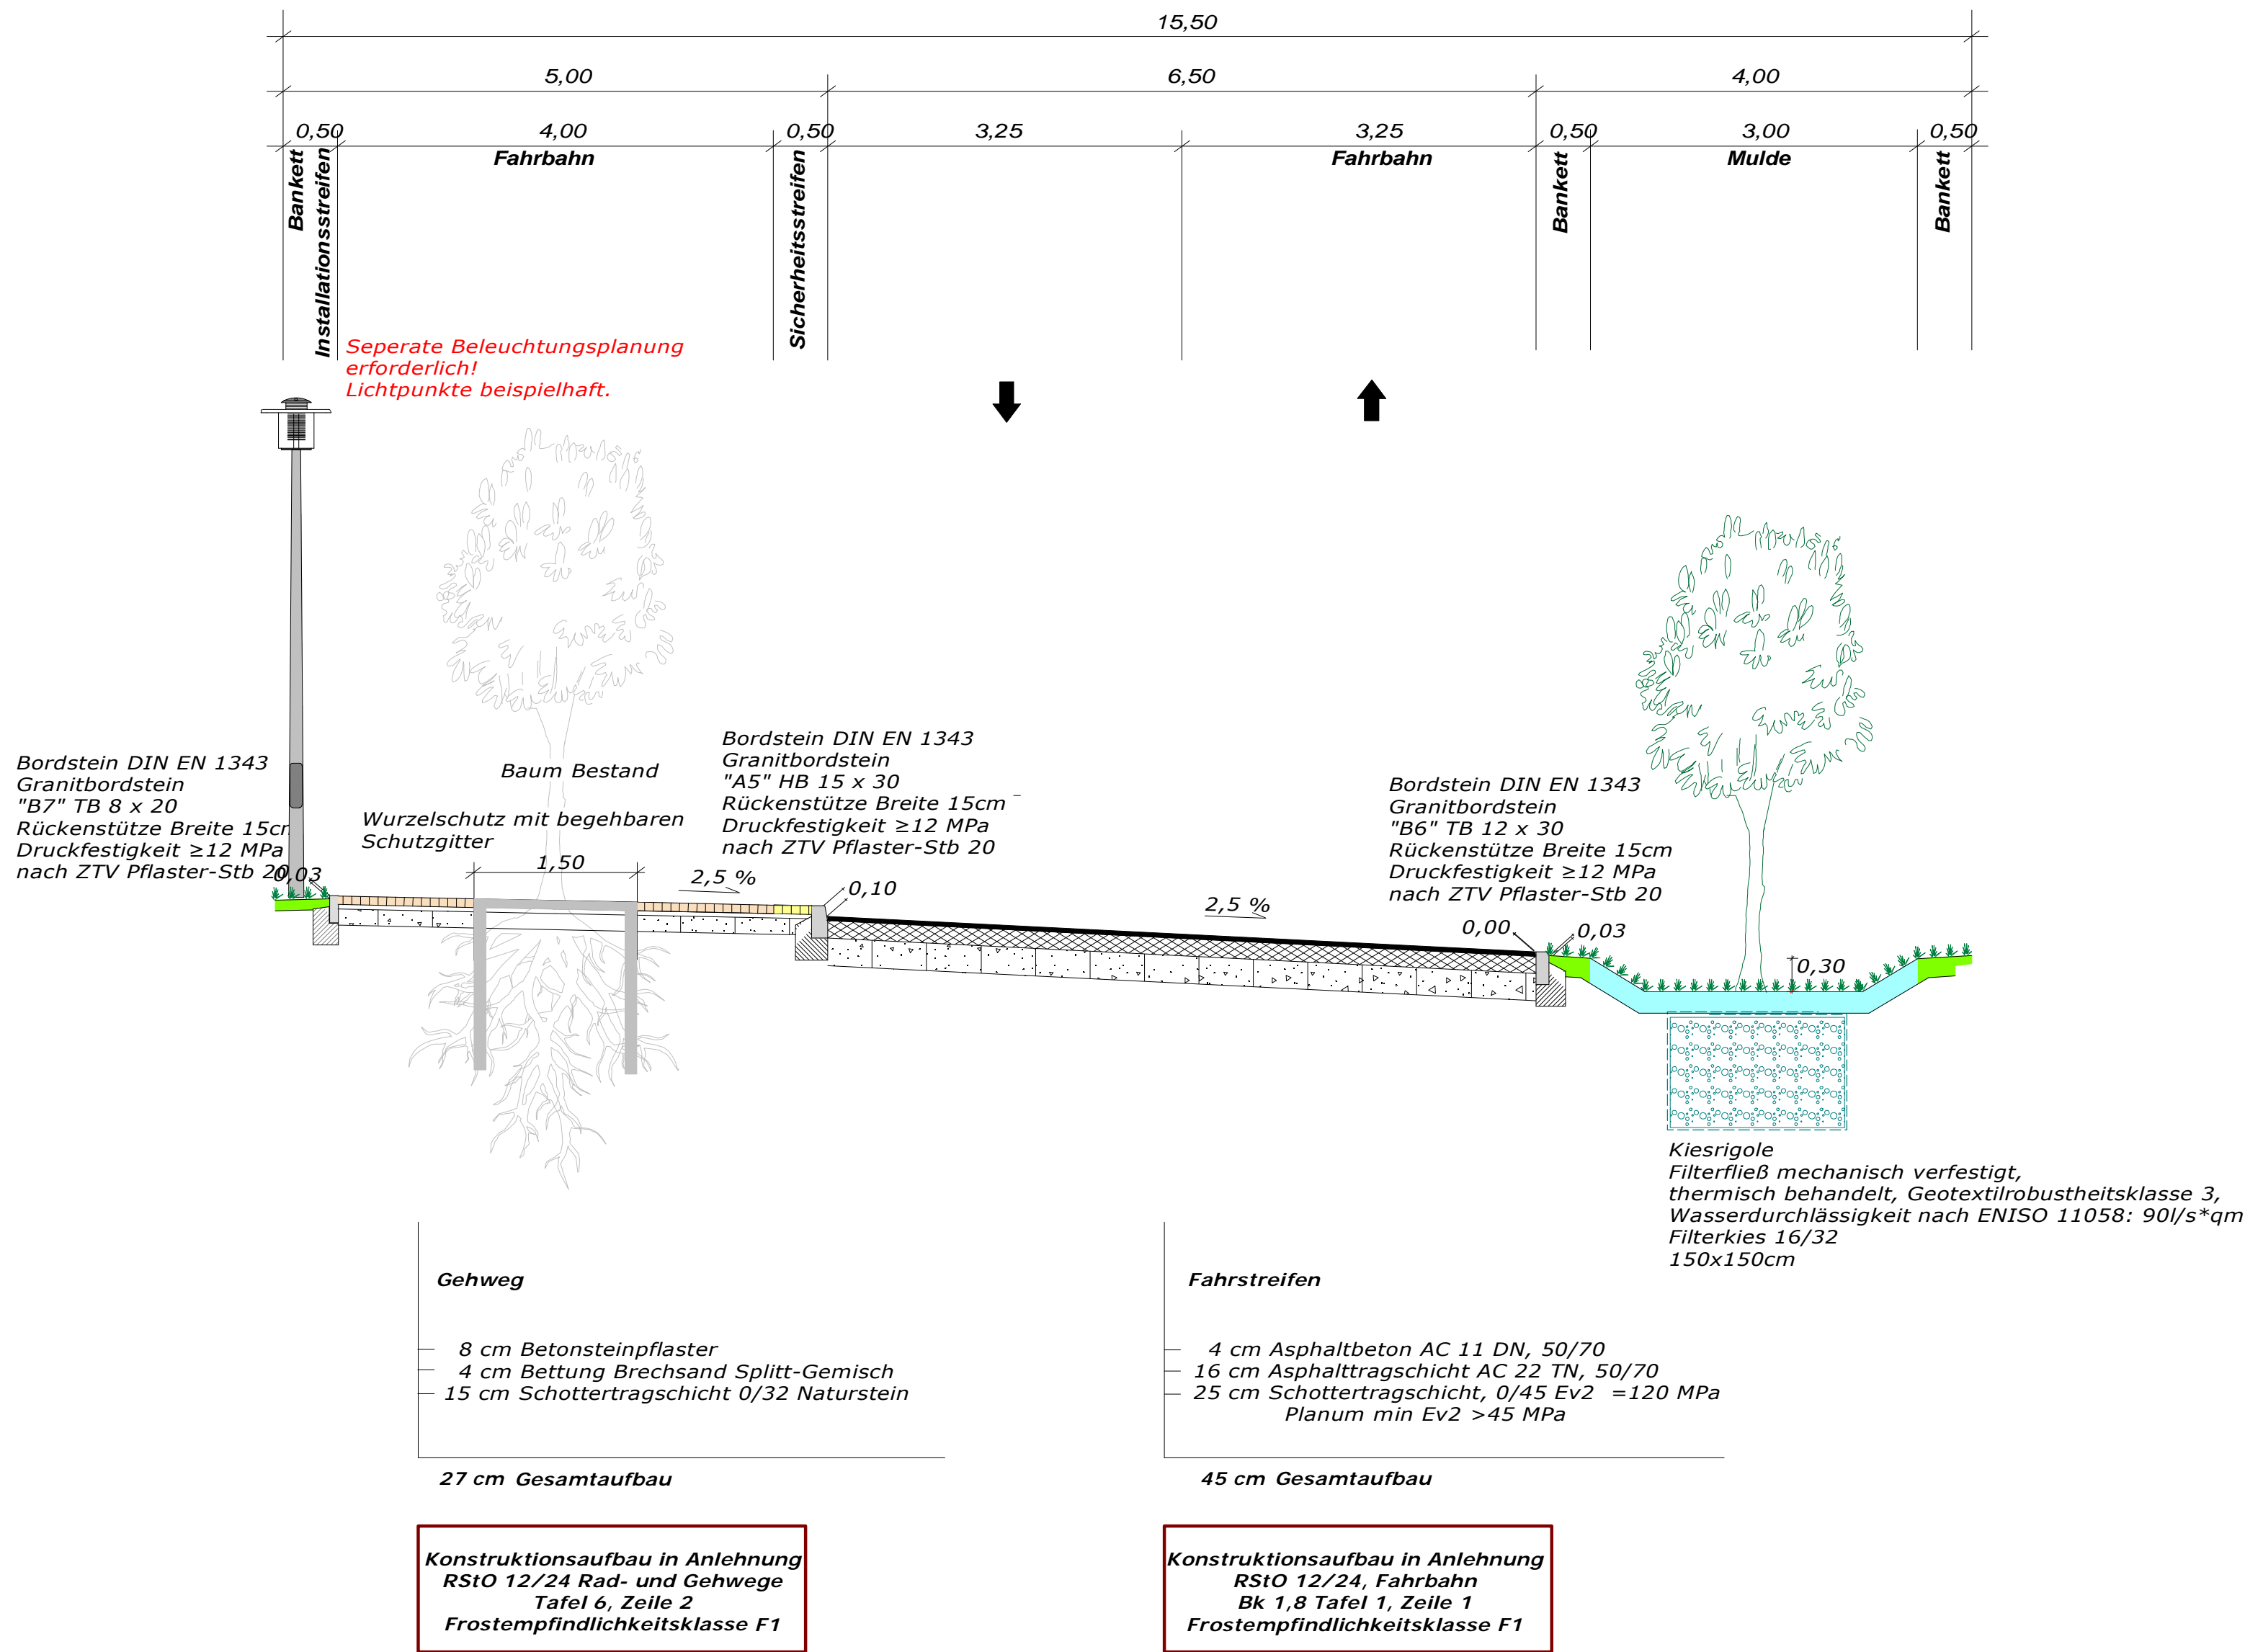 15,50
5,00
6,50
4,00
0,50
4,00
0,50
3,25
3,25
0,50
3,00
0,50
Bankett
Installationsstreifen
Fahrbahn
Sicherheitsstreifen
Fahrbahn
Bankett
Mulde
Bankett
Seperate Beleuchtungsplanung
erforderlich!
Lichtpunkte beispielhaft.
Bordstein DIN EN 1343
Granitbordstein
"B7" TB 8 x 20
Rückenstütze Breite 15cm
Druckfestigkeit ≥12 MPa
nach ZTV Pflaster-Stb 20
0,03
Baum Bestand
Wurzelschutz mit begehbaren
Schutzgitter
1,50
2,5 %
Bordstein DIN EN 1343
Granitbordstein
"A5" HB 15 x 30
Rückenstütze Breite 15cm
Druckfestigkeit ≥12 MPa
nach ZTV Pflaster-Stb 20
0,10
2,5 %
Bordstein DIN EN 1343
Granitbordstein
"B6" TB 12 x 30
Rückenstütze Breite 15cm
Druckfestigkeit ≥12 MPa
nach ZTV Pflaster-Stb 20
0,00
0,03
0,30
Kiesrigole
Filterfließ mechanisch verfestigt,
thermisch behandelt, Geotextilrobustheitsklasse 3,
Wasserdurchlässigkeit nach ENISO 11058: 90l/s*qm
Filterkies 16/32
150x150cm
Gehweg
8 cm Betonsteinpflaster
4 cm Bettung Brechsand Splitt-Gemisch
15 cm Schottertragschicht 0/32 Naturstein
27 cm Gesamtaufbau
Konstruktionsaufbau in Anlehnung
RStO 12/24 Rad- und Gehwege
Tafel 6, Zeile 2
Frostempfindlichkeitsklasse F1
Fahrstreifen
4 cm Asphaltbeton AC 11 DN, 50/70
16 cm Asphalttragschicht AC 22 TN, 50/70
25 cm Schottertragschicht, 0/45 Ev2 =120 MPa
Planum min Ev2 >45 MPa
45 cm Gesamtaufbau
Konstruktionsaufbau in Anlehnung
RStO 12/24, Fahrbahn
Bk 1,8 Tafel 1, Zeile 1
Frostempfindlichkeitsklasse F1